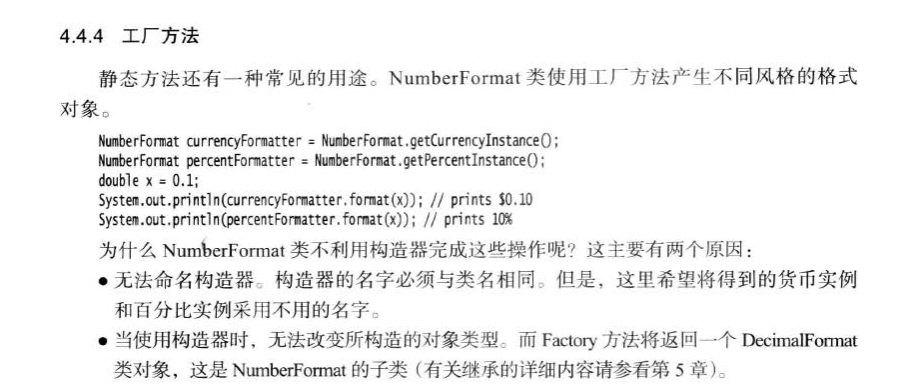 4.4.4 工厂方法
静态方法还有一种常见的用途。NumberFormat 类使用工厂方法产生不同风格的格式
对象。
NumberFormat currencyFormatter = NumberFormat.getCurrencyInstance();
NumberFormat percentFormatter = NumberFormat.getPercentInstance();
double x = 0.1;
System.out.println(currencyFormatter.format(x)); // prints $0.10
System.out.println(percentFormatter.format(x)); // prints 10%
为什么 NumberFormat 类不利用构造器完成这些操作呢？这主要有两个原因：
● 无法命名构造器。构造器的名字必须与类名相同。但是，这里希望将得到的货币实例
和百分比实例采用不用的名字。
● 当使用构造器时，无法改变所构造的对象类型。而 Factory 方法将返回一个 DecimalFormat
类对象，这是 NumberFormat 的子类（有关继承的详细内容请参看第 5 章）。